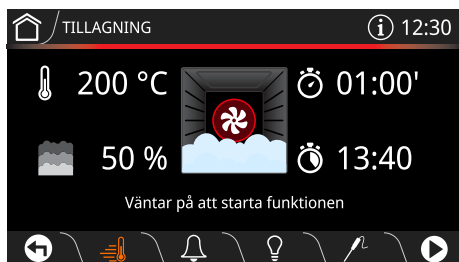 TILLAGNING 12:30
200 °C 01:00'
50 % 13:40
Väntar på att starta funktionen